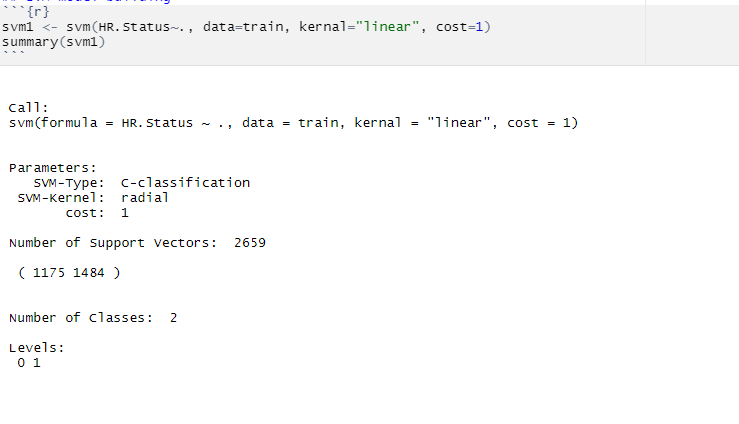 ```{r}
svm1 <- svm(HR.Status~., data=train, kernal="linear", cost=1)
summary(svm1)
```
Call:
svm(formula = HR.Status ~ ., data = train, kernal = "linear", cost = 1)
Parameters:
SVM-Type: C-classification
SVM-Kernel: radial
cost: 1
Number of Support Vectors: 2659
( 1175 1484 )
Number of Classes: 2
Levels:
0 1